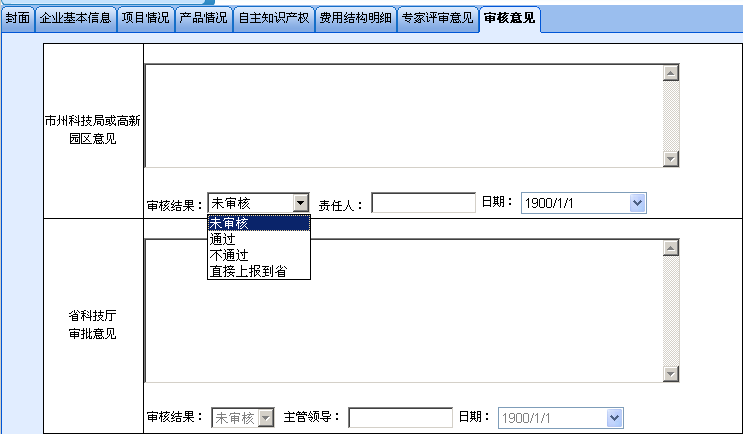 封面 企业基本信息 项目情况 产品情况 自主知识产权 费用结构明细 专家评审意见 审核意见
市州科技局或高新
园区意见
审核结果： 未审核 责任人： 日期： 1900/1/1
未审核
通过
不通过
直接上报到省
省科技厅
审批意见
审核结果： 未审核 主管领导： 日期： 1900/1/1